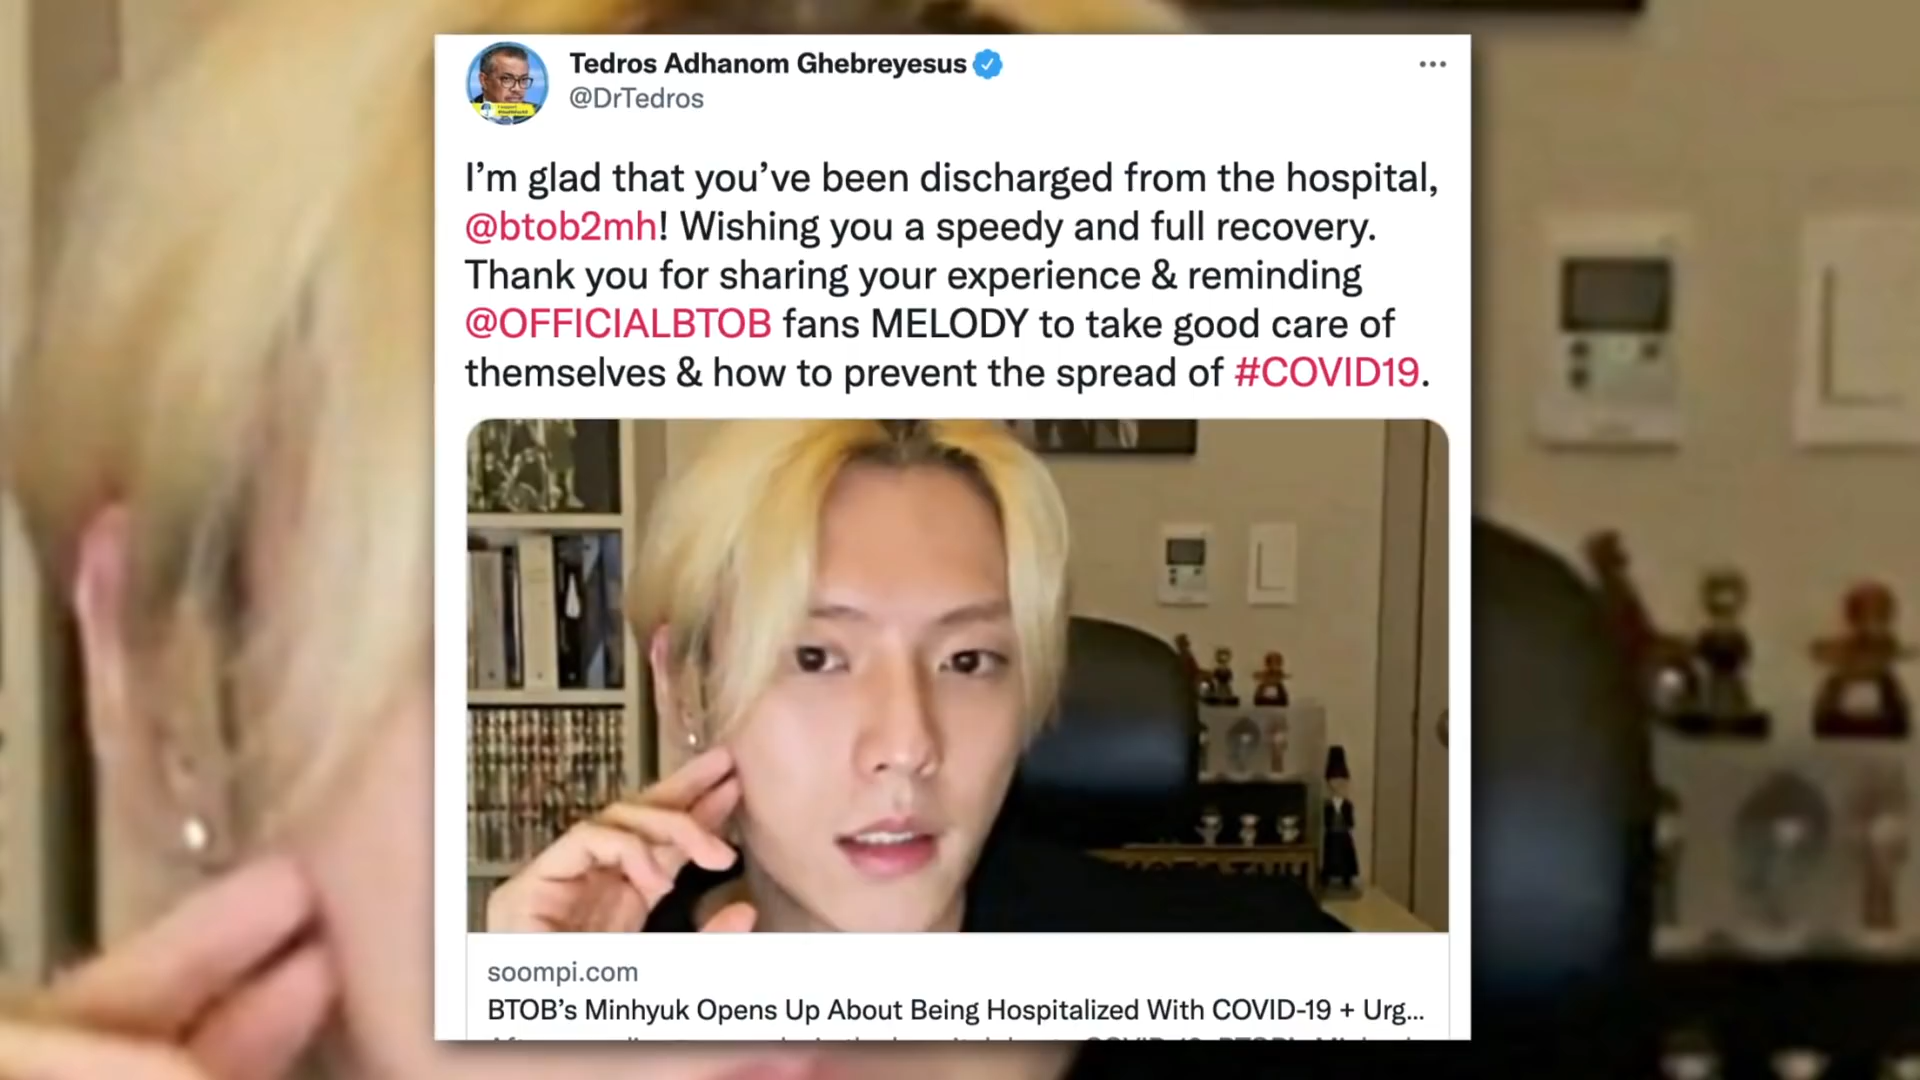 Tedros Adhanom Ghebreyesus
@DrTedros
I'm glad that you've been discharged from the hospital,
@btob2mh! Wishing you a speedy and full recovery.
Thank you for sharing your experience & reminding
@OFFICIALBTOB fans MELODY to take good care of
themselves & how to prevent the spread of #COVID19.
soompi.com
BTOB's Minhyuk Opens Up About Being Hospitalized With COVID-19 + Urg...